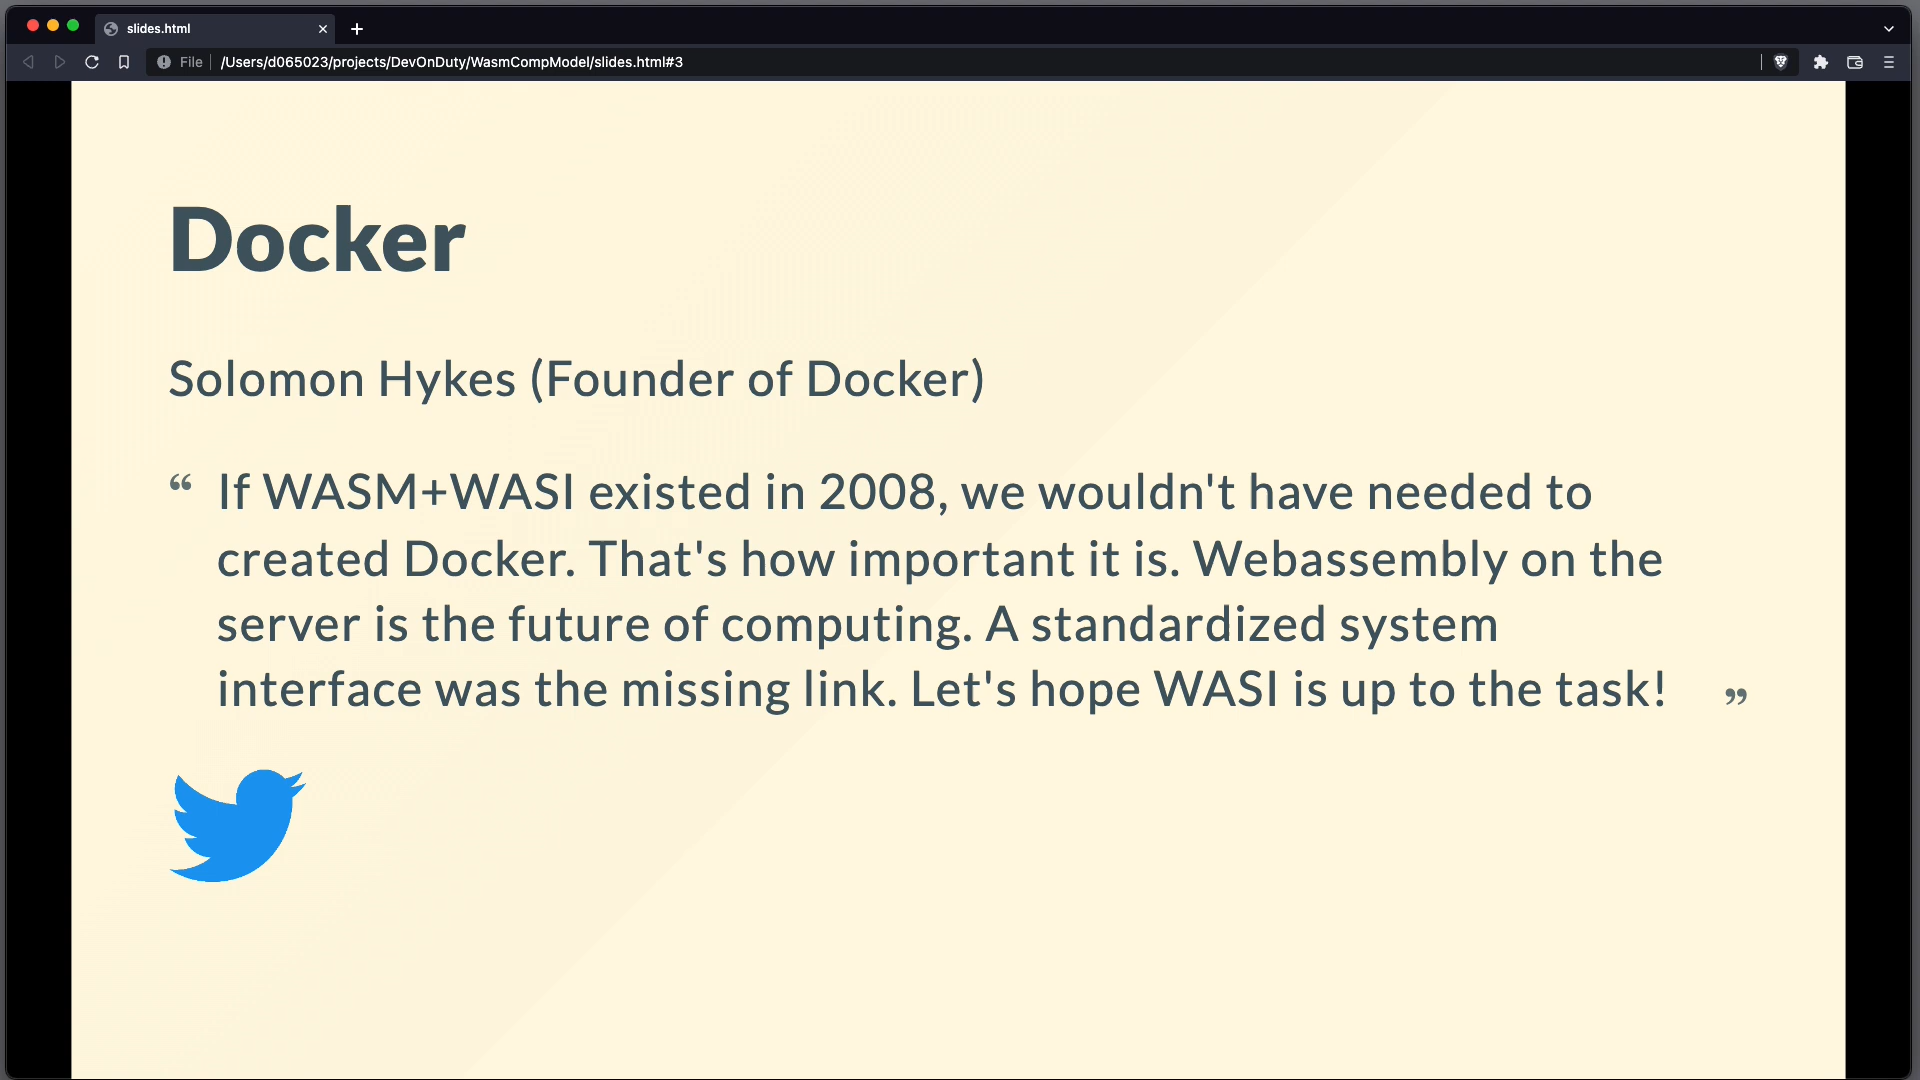 slides.html
File
/Users/d065023/projects/DevOnDuty/WasmCompModel/slides.html#3
Docker
Solomon Hykes (Founder of Docker)
“ If WASM+WASI existed in 2008, we wouldn't have needed to
created Docker. That's how important it is. Webassembly on the
server is the future of computing. A standardized system
interface was the missing link. Let's hope WASI is up to the task! ”